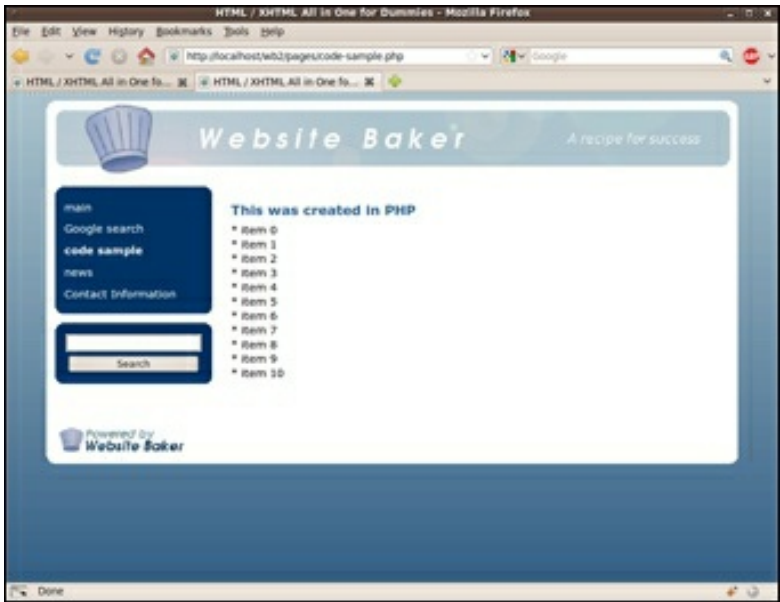 HTML / XHTML All in One for Dummies - Mozilla Firefox
File Edit View History Bookmarks Tools Help
http://localhost/wb2/pages/code-sample.php
Google
ABP
HTML / XHTML All in One fo...
HTML / XHTML, All in One fo...
Website Baker
A recipe for success
main
Google search
code sample
news
Contact Information
Search
This was created in PHP
* item 0
* item 1
* item 2
* item 3
* item 4
* item 5
* item 6
* item 7
* item 8
* item 9
* item 10
Powered by
Website Baker
Done